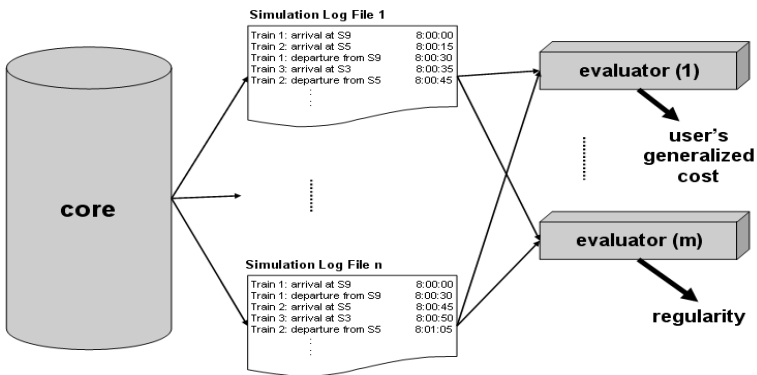 Simulation Log File 1
Train 1: arrival at S9 8:00:00
Train 2: arrival at S5 8:00:15
Train 1: departure from S9 8:00:30
Train 3: arrival at S3 8:00:35
Train 2: departure from S5 8:00:45
core
Simulation Log File n
Train 1: arrival at S9 8:00:00
Train 1: departure from S9 8:00:30
Train 2: arrival at S5 8:00:45
Train 3: arrival at S3 8:00:50
Train 2: departure from S5 8:01:05
evaluator (1)
user's
generalized
cost
evaluator (m)
regularity